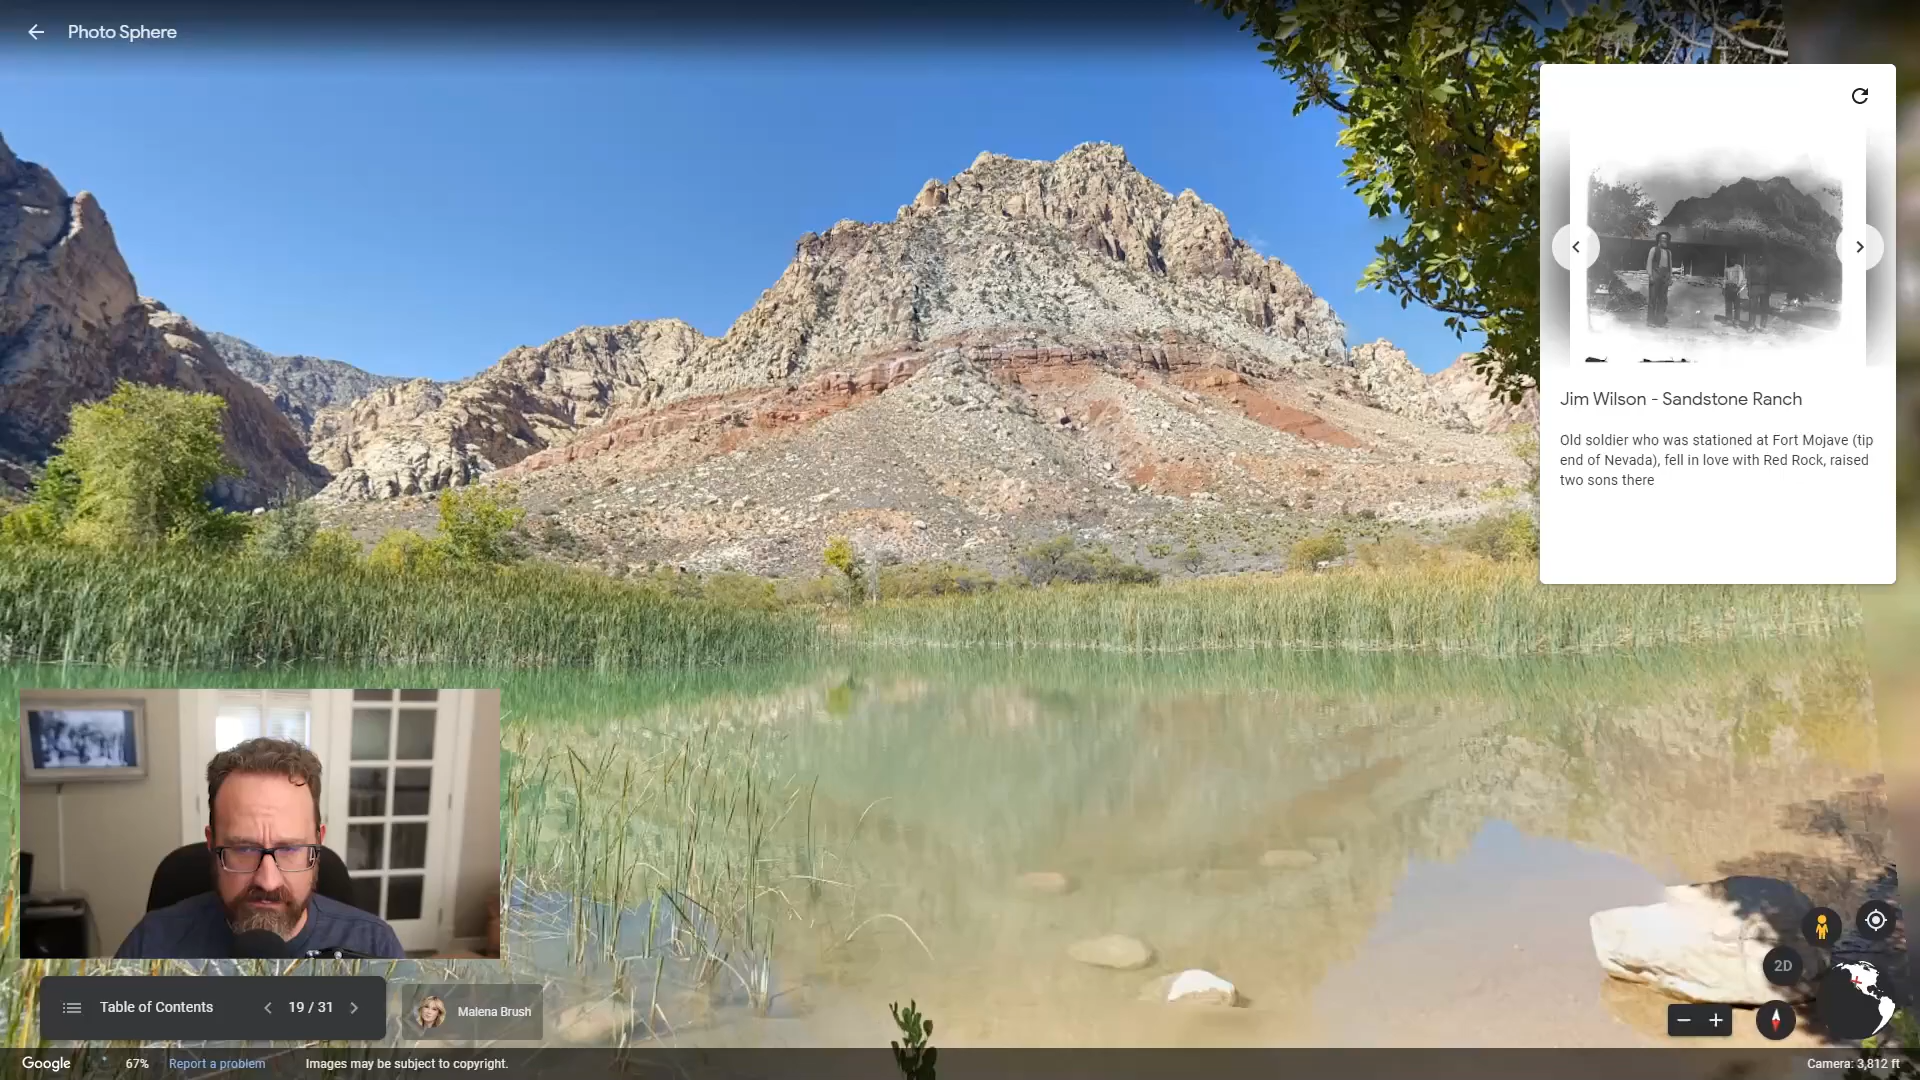 Photo Sphere
Jim Wilson - Sandstone Ranch
Old soldier who was stationed at Fort Mojave (tip
end of Nevada), fell in love with Red Rock, raised
two sons there
2D
Table of Contents
19 / 31
Malena Brush
Google
67%
Report a problem
Images may be subject to copyright.
Camera: 3,812 ft